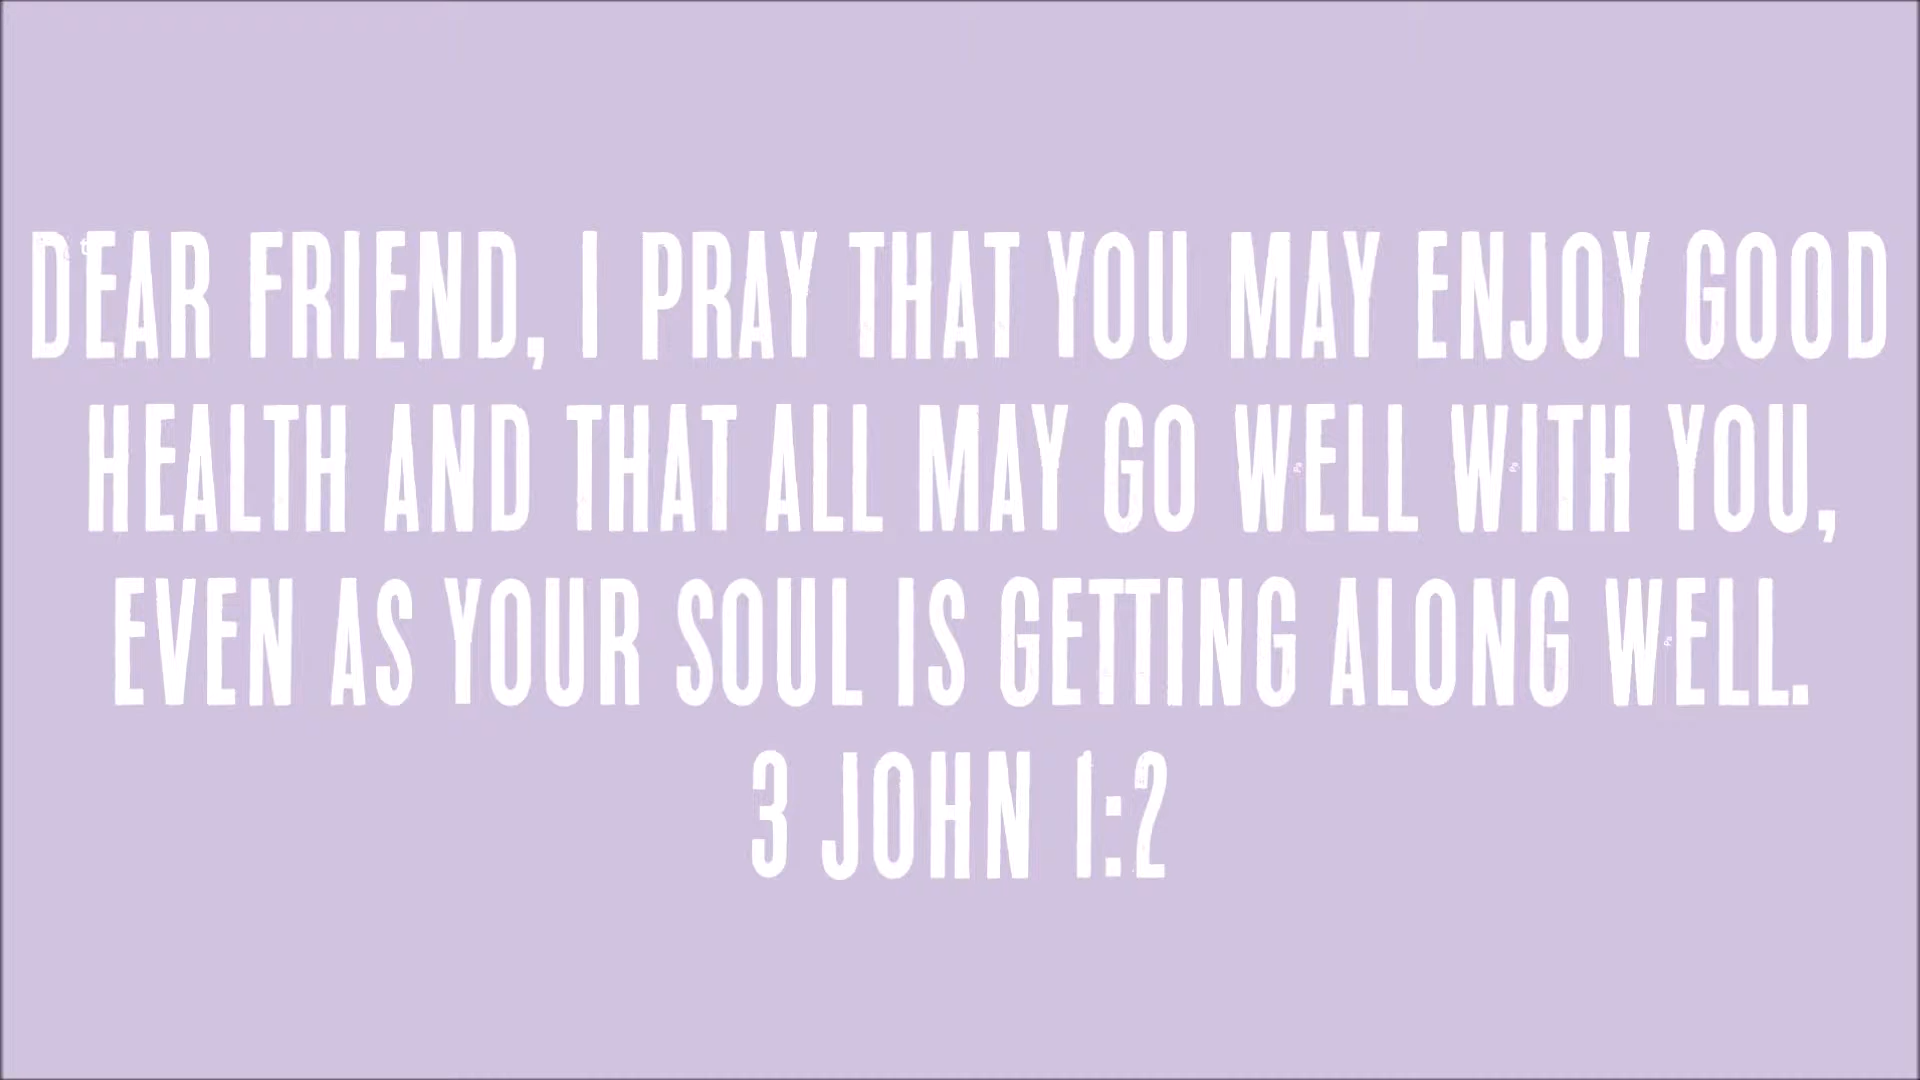 DEAR FRIEND, I PRAY THAT YOU MAY ENJOY GOOD
HEALTH AND THAT ALL MAY GO WELL WITH YOU,
EVEN AS YOUR SOUL IS GETTING ALONG WELL.
3 JOHN 1:2